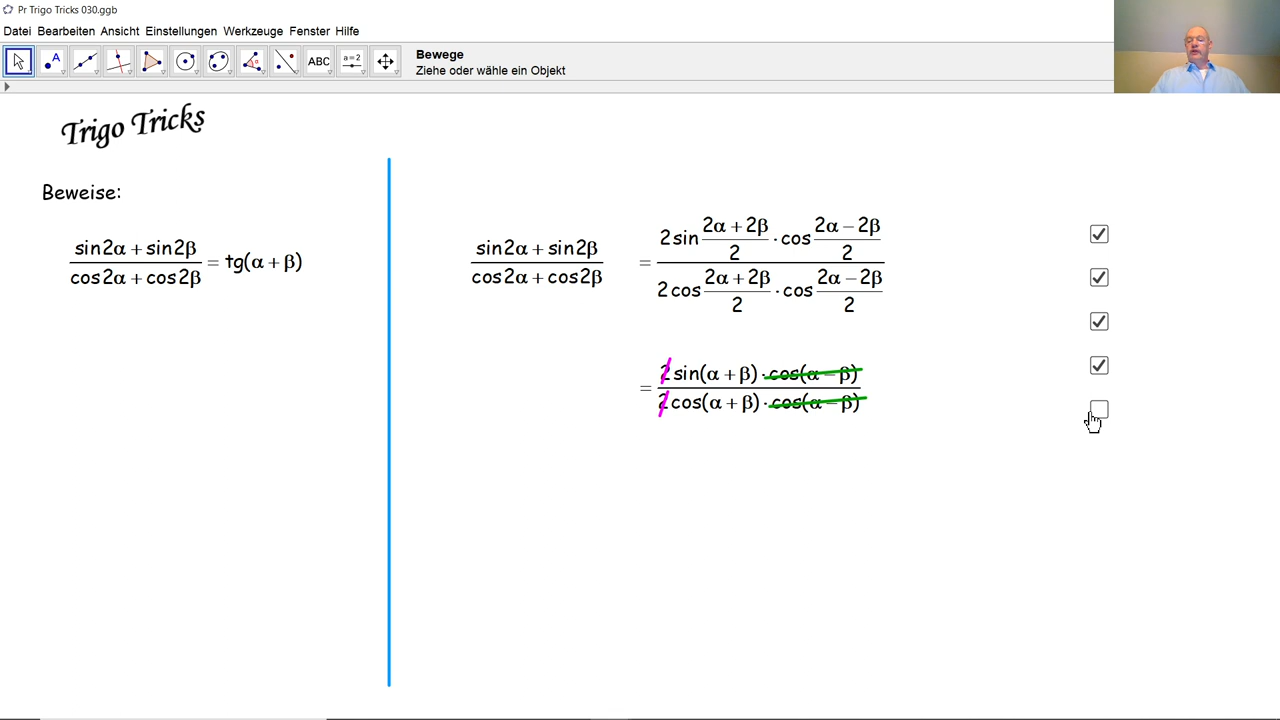 Pr Trigo Tricks 030.ggb
Datei Bearbeiten Ansicht Einstellungen Werkzeuge Fenster Hilfe
A
ABC
a=2
Bewege
Ziehe oder wähle ein Objekt
Trigo Tricks
Beweise:
(sin2α + sin2β)/(cos2α + cos2β) = tg(α + β)
(sin2α + sin2β)/(cos2α + cos2β) = (2sin (2α + 2β)/2 · cos (2α − 2β)/2)/(2cos (2α + 2β)/2 · cos (2α − 2β)/2)
= (2sin(α + β) · cos(α − β))/(2cos(α + β) · cos(α − β))